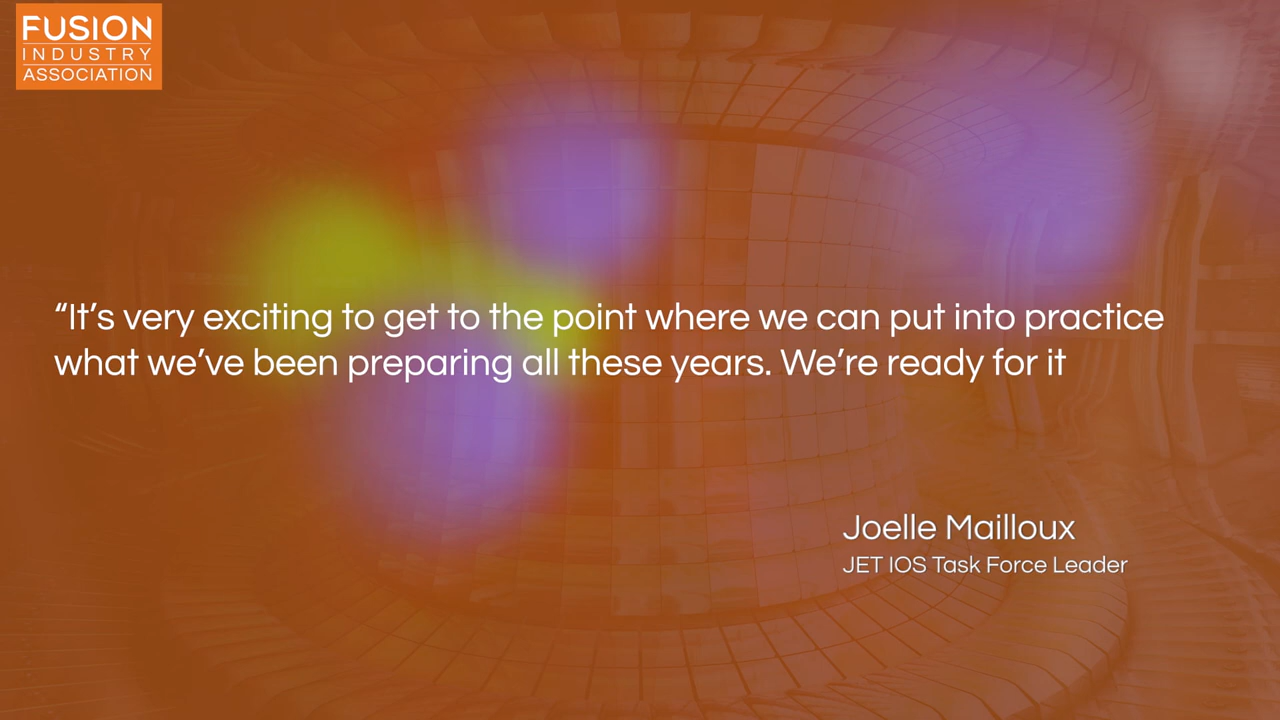 FUSION
INDUSTRY
ASSOCIATION
“It’s very exciting to get to the point where we can put into practice
what we’ve been preparing all these years. We’re ready for it
Joelle Mailloux
JET IOS Task Force Leader